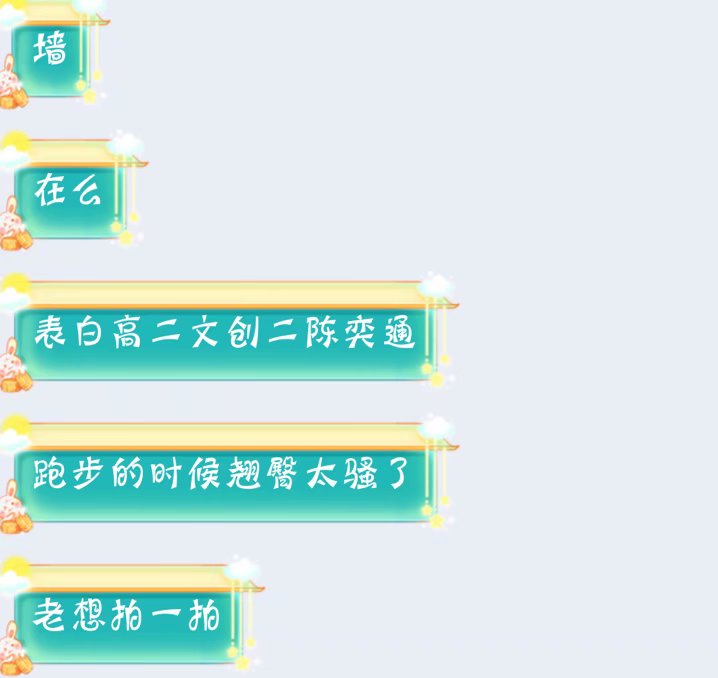 墙
在么
表白高二文创二陈奕通
跑步的时候翘臀太骚了
老想拍一拍